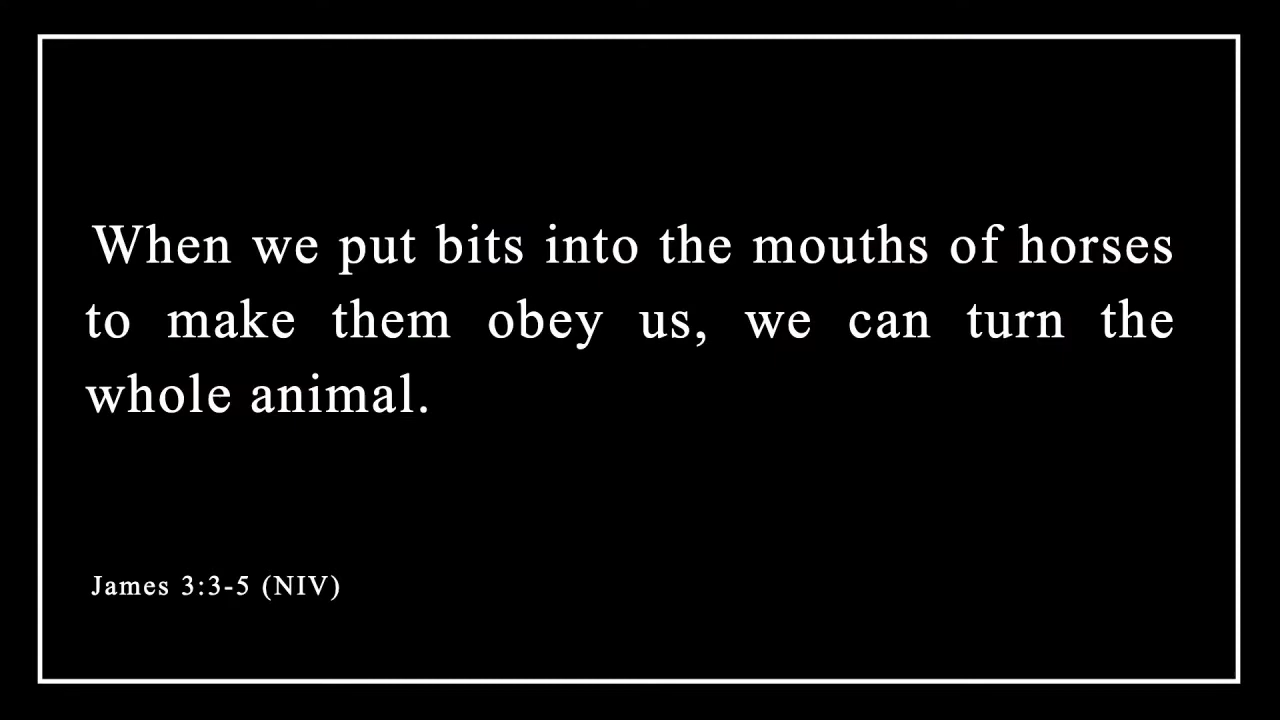 When we put bits into the mouths of horses
to make them obey us, we can turn the
whole animal.
James 3:3-5 (NIV)